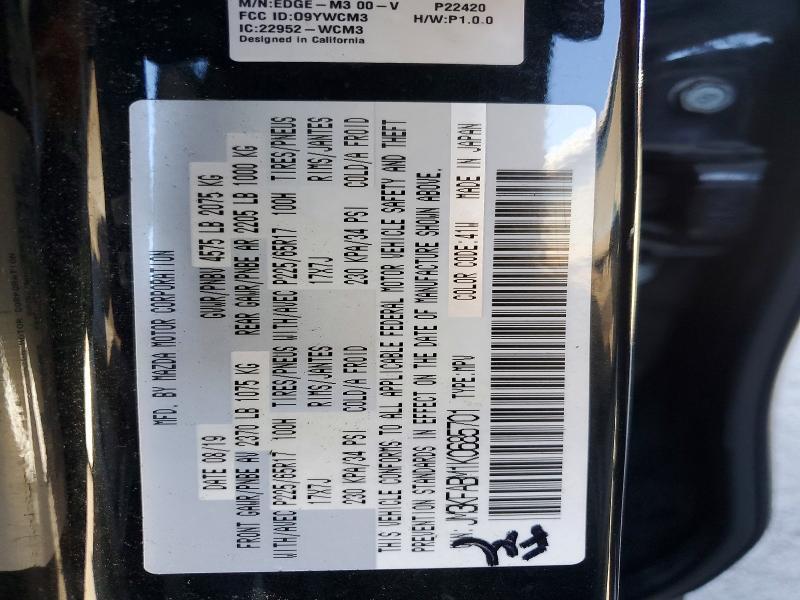 M/N:EDGE-M3 00-V P22420
FCC ID:O9YWCM3 H/W:P1.0.0
IC:22952-WCM3
Designed in California
MFD. BY MAZDA MOTOR CORPORATION
DATE 08/19 GVWR/PNBV 4575 LB 2075 KG
FRONT GAWR/PNBE AV 2370 LB 1075 KG REAR GAWR/PNBE AR 2205 LB 1000 KG
WITH/AVEC P225/65R17 100H TIRES/PNEUS WITH/AVEC P225/65R17 100H TIRES/PNEUS
17X7J RIMS/JANTES 17X7J RIMS/JANTES
230 KPA/34 PSI COLD/A FROID 230 KPA/34 PSI COLD/A FROID
THIS VEHICLE CONFORMS TO ALL APPLICABLE FEDERAL MOTOR VEHICLE SAFETY AND THEFT
PREVENTION STANDARDS IN EFFECT ON THE DATE OF MANUFACTURE SHOWN ABOVE.
JM3KFABM1K0685701 TYPE:MPV COLOR CODE:41W MADE IN JAPAN